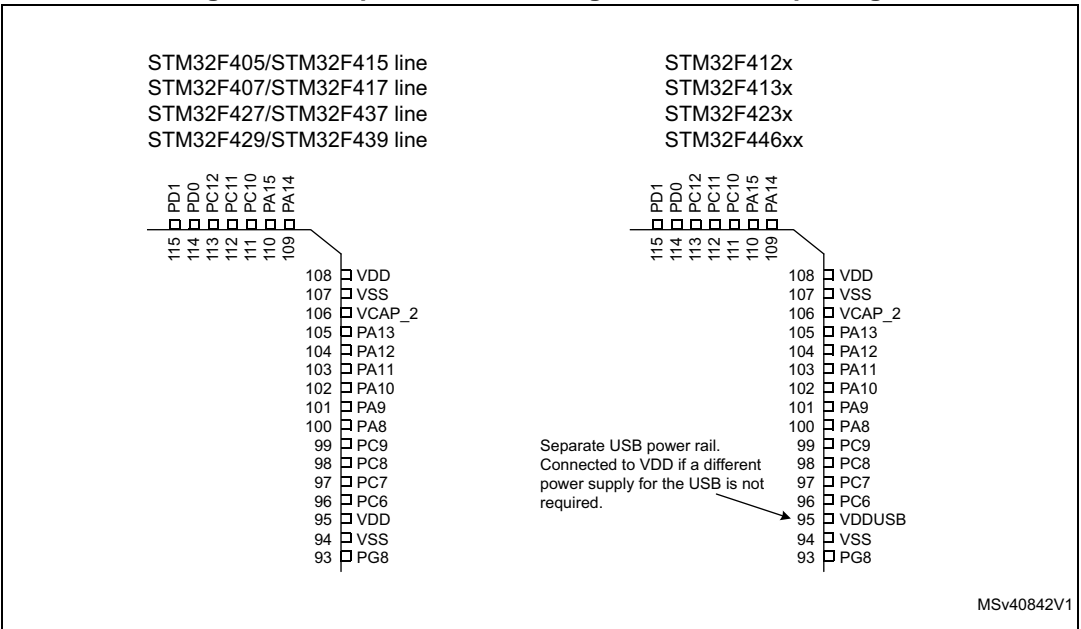 STM32F405/STM32F415 line
STM32F407/STM32F417 line
STM32F427/STM32F437 line
STM32F429/STM32F439 line
115 PD1
114 PD0
113 PC12
112 PC11
111 PC10
110 PA15
109 PA14
108 VDD
107 VSS
106 VCAP_2
105 PA13
104 PA12
103 PA11
102 PA10
101 PA9
100 PA8
99 PC9
98 PC8
97 PC7
96 PC6
95 VDD
94 VSS
93 PG8
STM32F412x
STM32F413x
STM32F423x
STM32F446xx
115 PD1
114 PD0
113 PC12
112 PC11
111 PC10
110 PA15
109 PA14
108 VDD
107 VSS
106 VCAP_2
105 PA13
104 PA12
103 PA11
102 PA10
101 PA9
100 PA8
99 PC9
98 PC8
97 PC7
96 PC6
95 VDDUSB
94 VSS
93 PG8
Separate USB power rail.
Connected to VDD if a different
power supply for the USB is not
required.
MSv40842V1